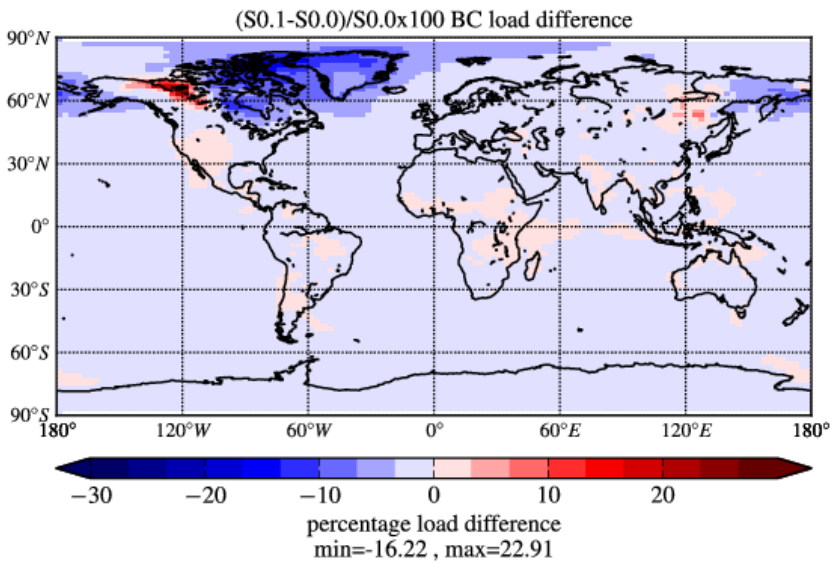 (S0.1-S0.0)/S0.0x100 BC load difference
90°N
60°N
30°N
0°
30°S
60°S
90°S
180° 120°W 60°W 0° 60°E 120°E 180°
−30 −20 −10 0 10 20
percentage load difference
min=-16.22 , max=22.91